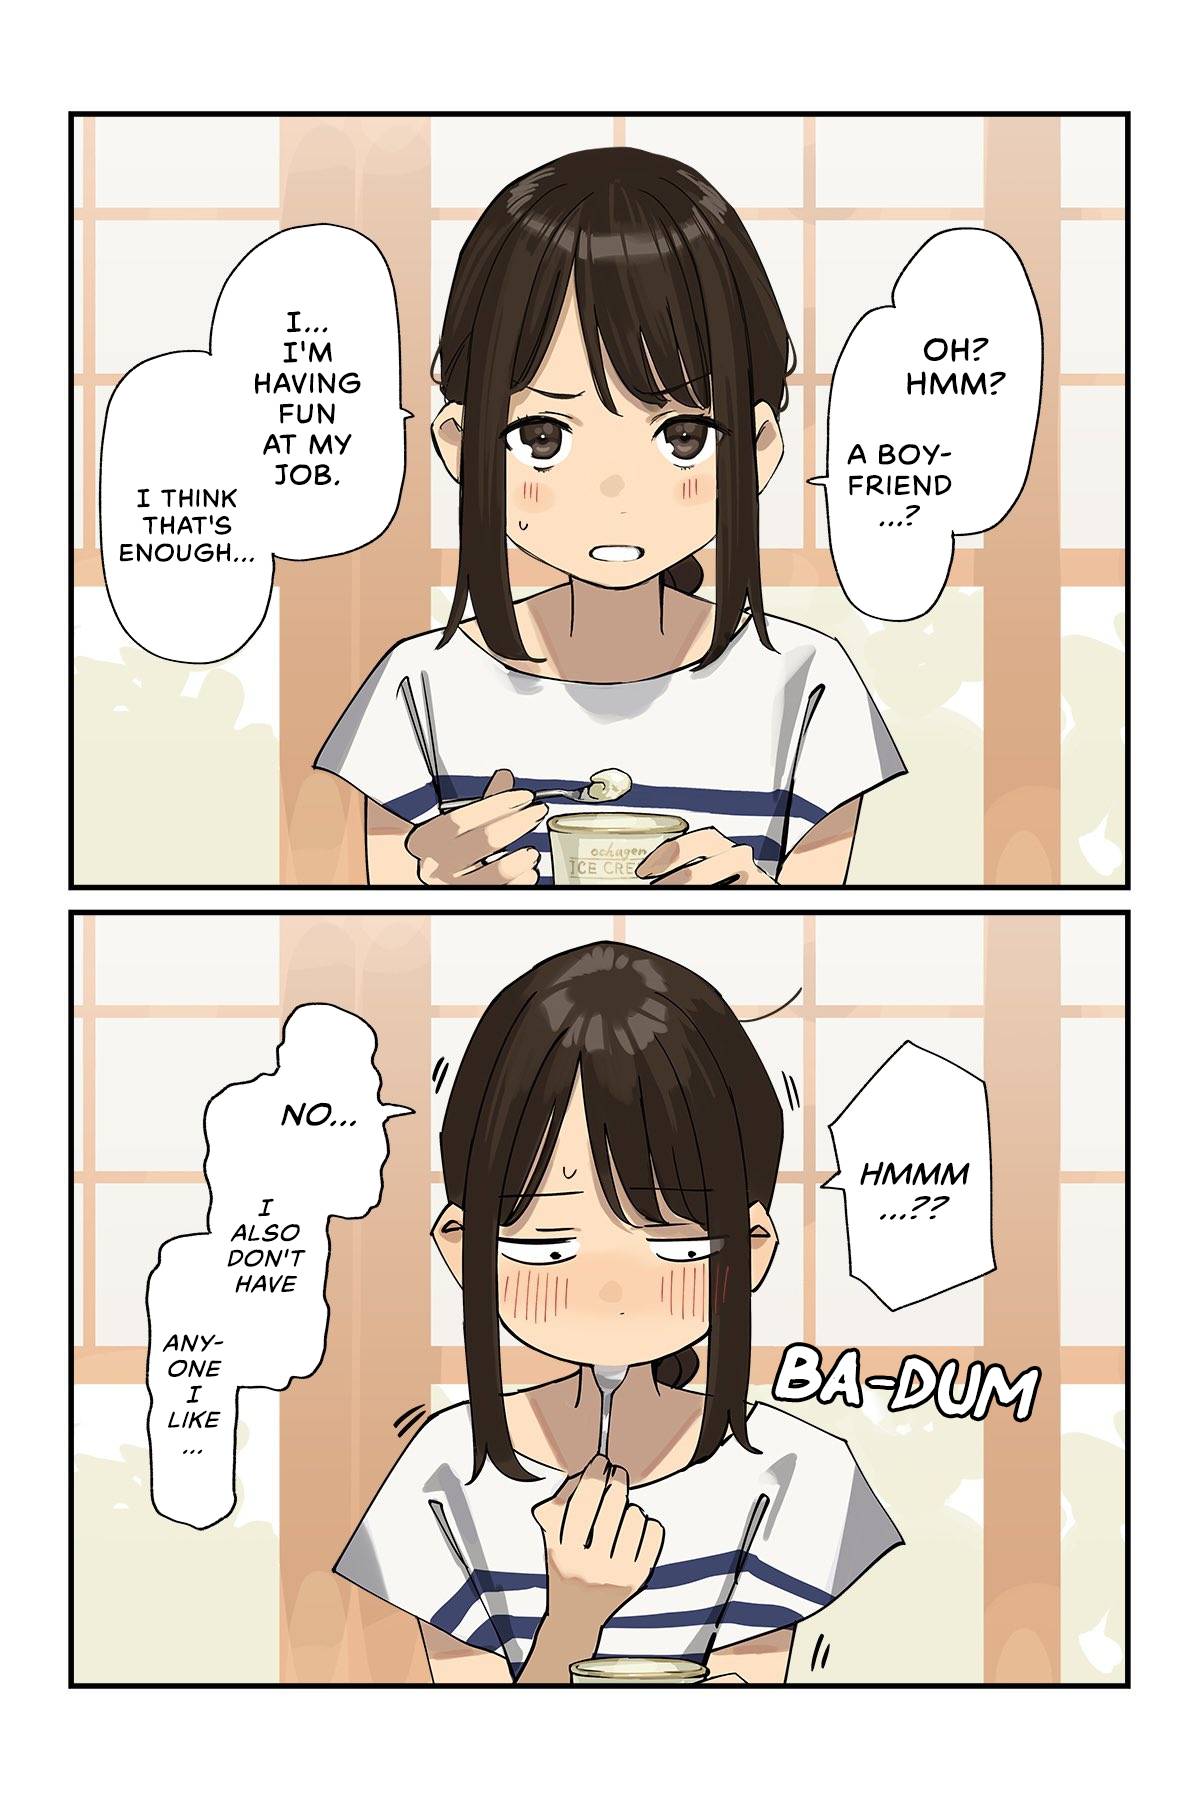 OH?
HMM?
A BOY-
FRIEND
...?
I...
I'M
HAVING
FUN
AT MY
JOB.
I THINK
THAT'S
ENOUGH...
ochagen
ICE CRE
HMMM
...??
BA-DUM
NO...
I
ALSO
DON'T
HAVE
ANY-
ONE
I
LIKE
...